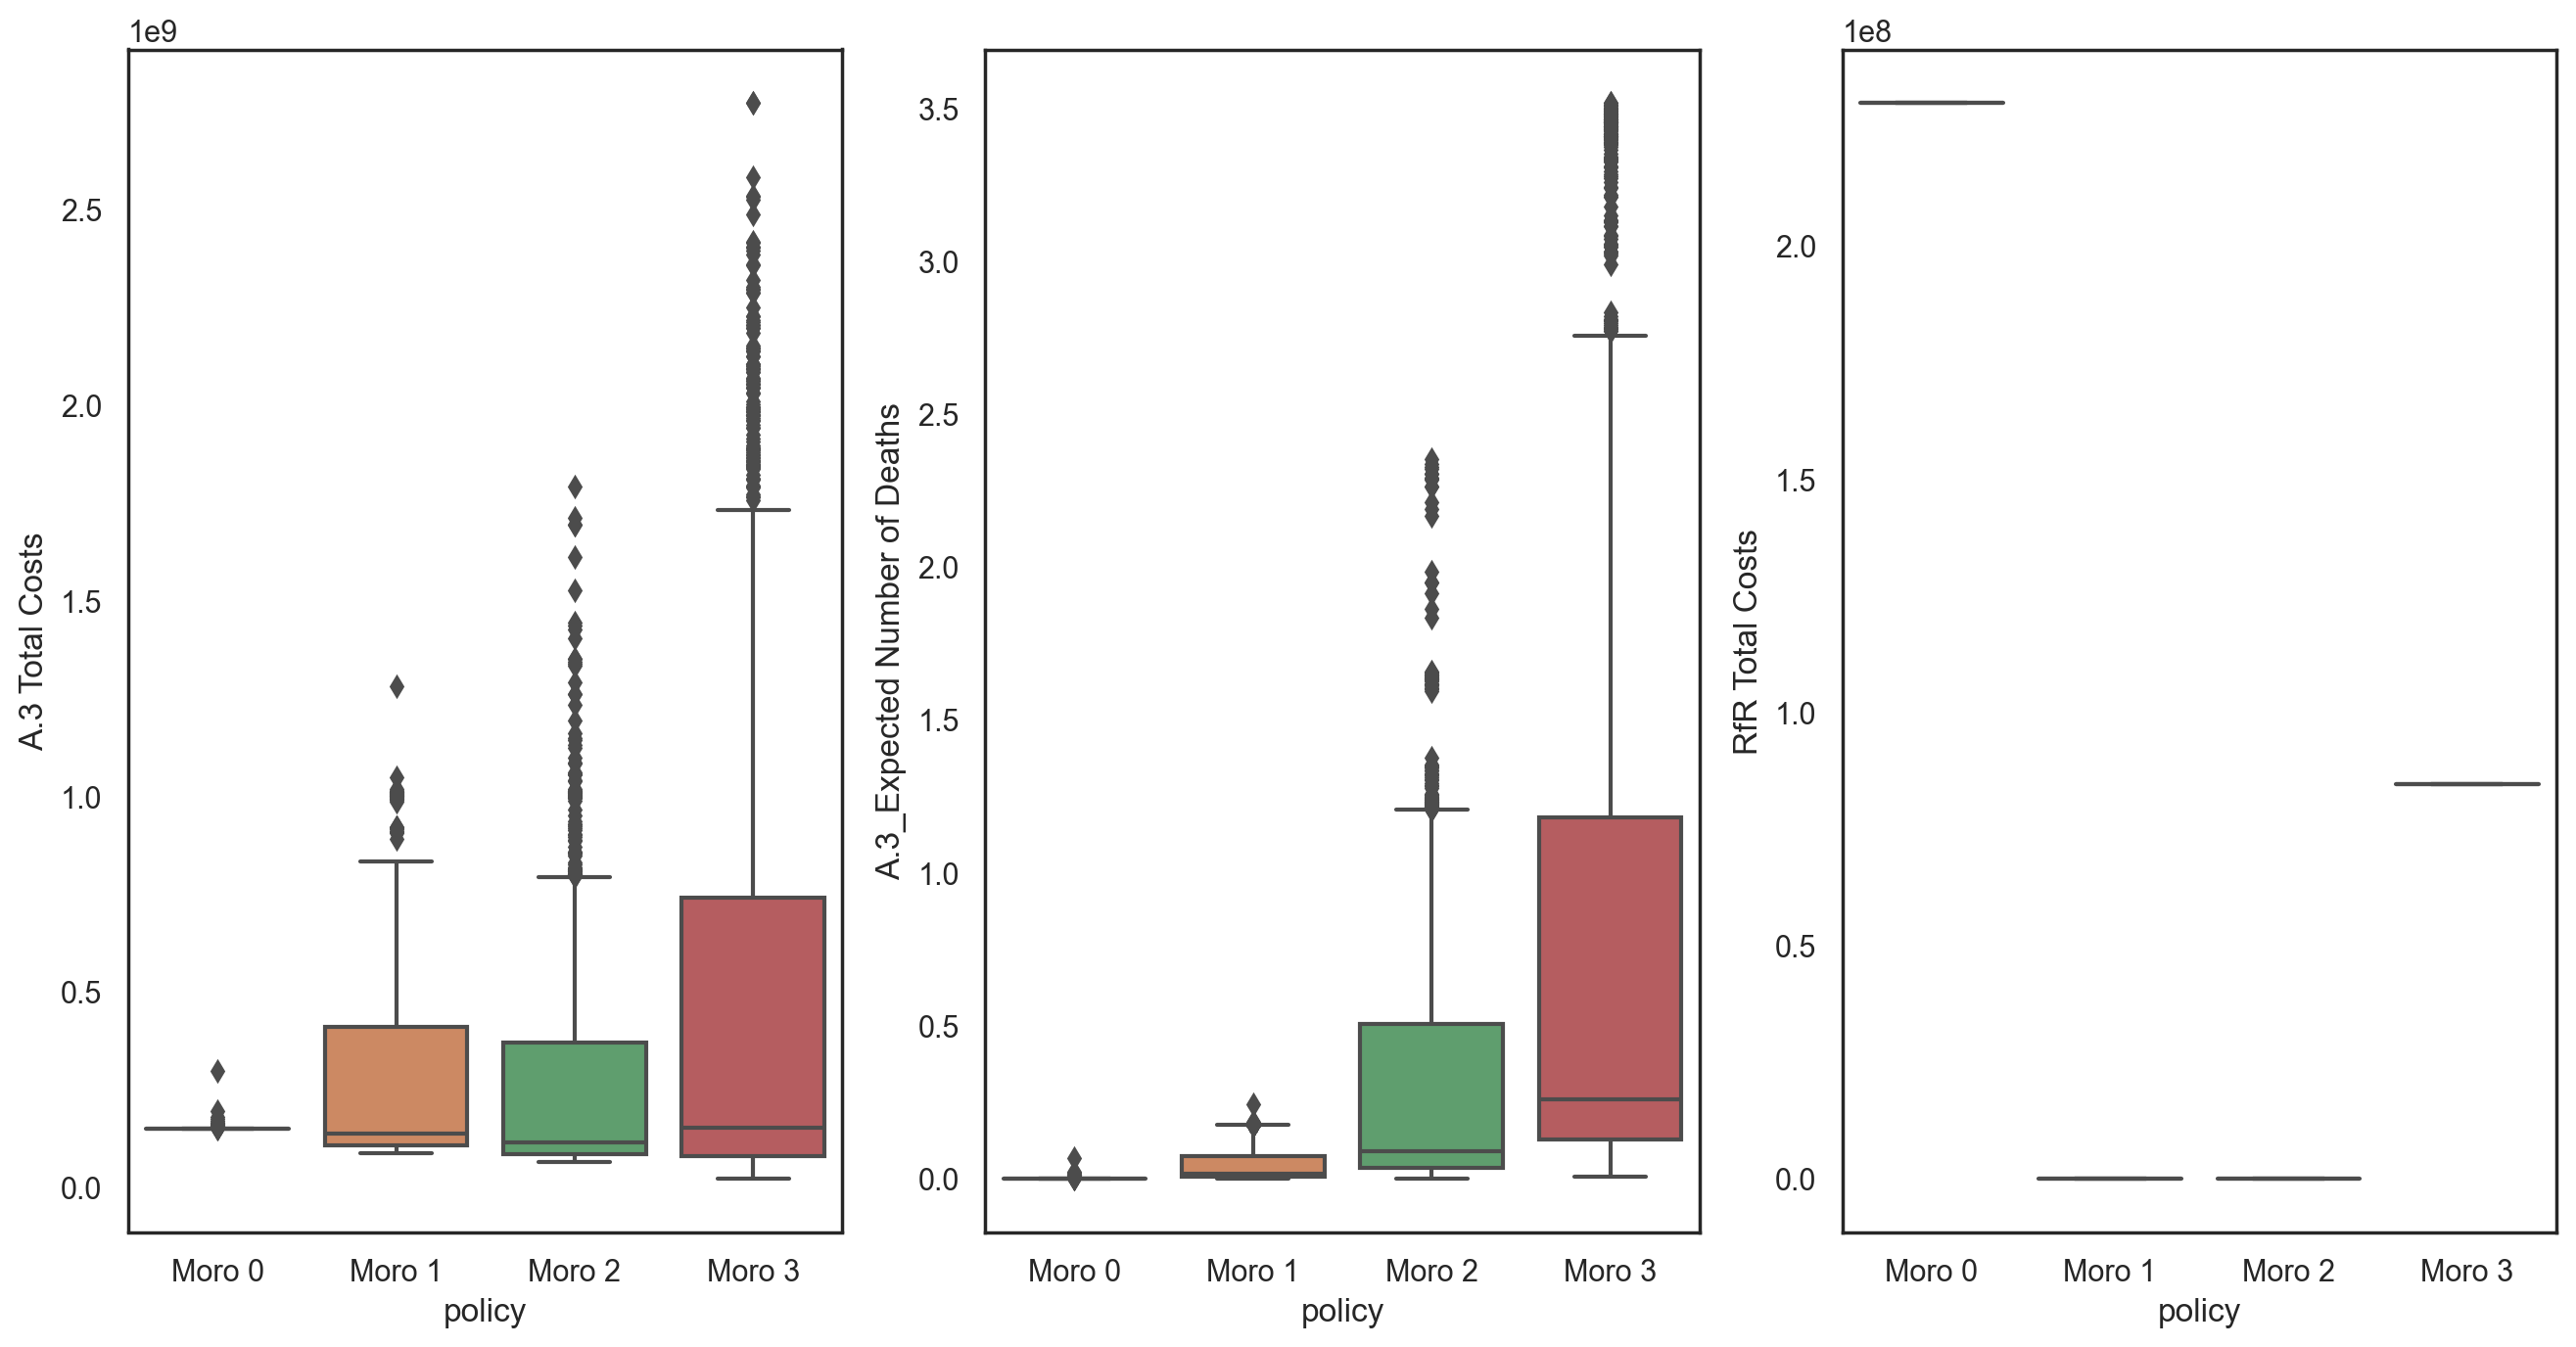 1e9
A.3 Total Costs
2.5
2.0
1.5
1.0
0.5
0.0
Moro 0 Moro 1 Moro 2 Moro 3
policy
A.3_Expected Number of Deaths
3.5
3.0
2.5
2.0
1.5
1.0
0.5
0.0
Moro 0 Moro 1 Moro 2 Moro 3
policy
1e8
RfR Total Costs
2.0
1.5
1.0
0.5
0.0
Moro 0 Moro 1 Moro 2 Moro 3
policy